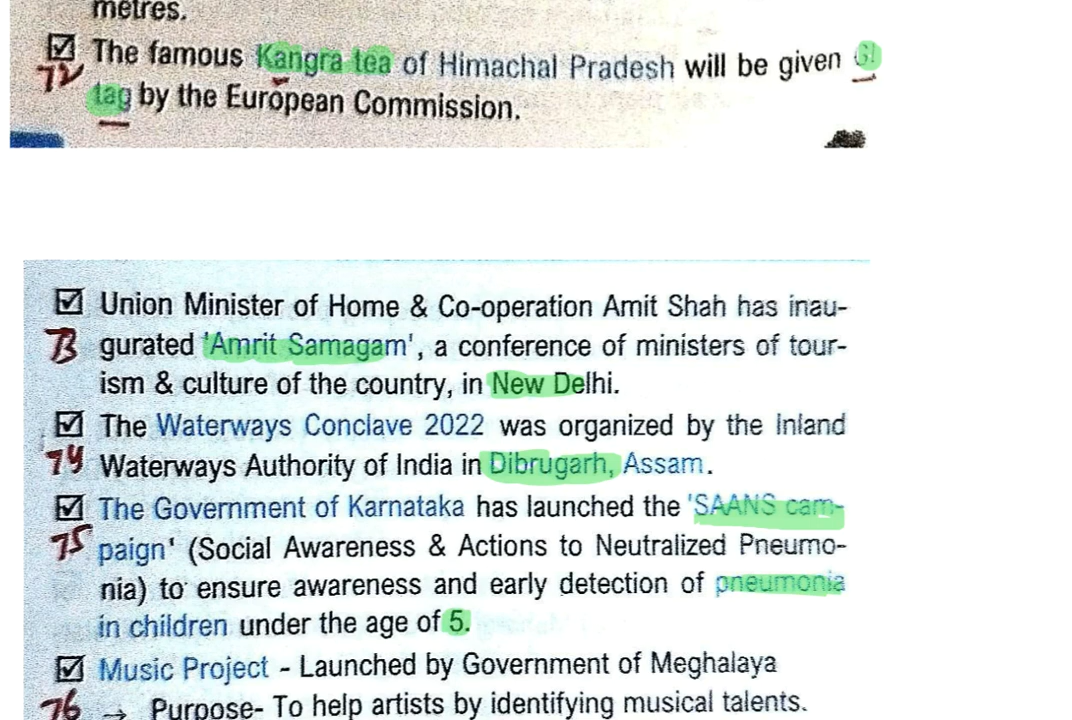 metres.
☑ The famous Kangra tea of Himachal Pradesh will be given GI
72 tag by the European Commission.
☑ Union Minister of Home & Co-operation Amit Shah has inau-
73 gurated 'Amrit Samagam', a conference of ministers of tour-
ism & culture of the country, in New Delhi.
☑ The Waterways Conclave 2022 was organized by the Inland
74 Waterways Authority of India in Dibrugarh, Assam.
☑ The Government of Karnataka has launched the 'SAANS cam-
75 paign' (Social Awareness & Actions to Neutralized Pneumo-
nia) to ensure awareness and early detection of pneumonia
in children under the age of 5.
☑ Music Project - Launched by Government of Meghalaya
76 → Purpose- To help artists by identifying musical talents.